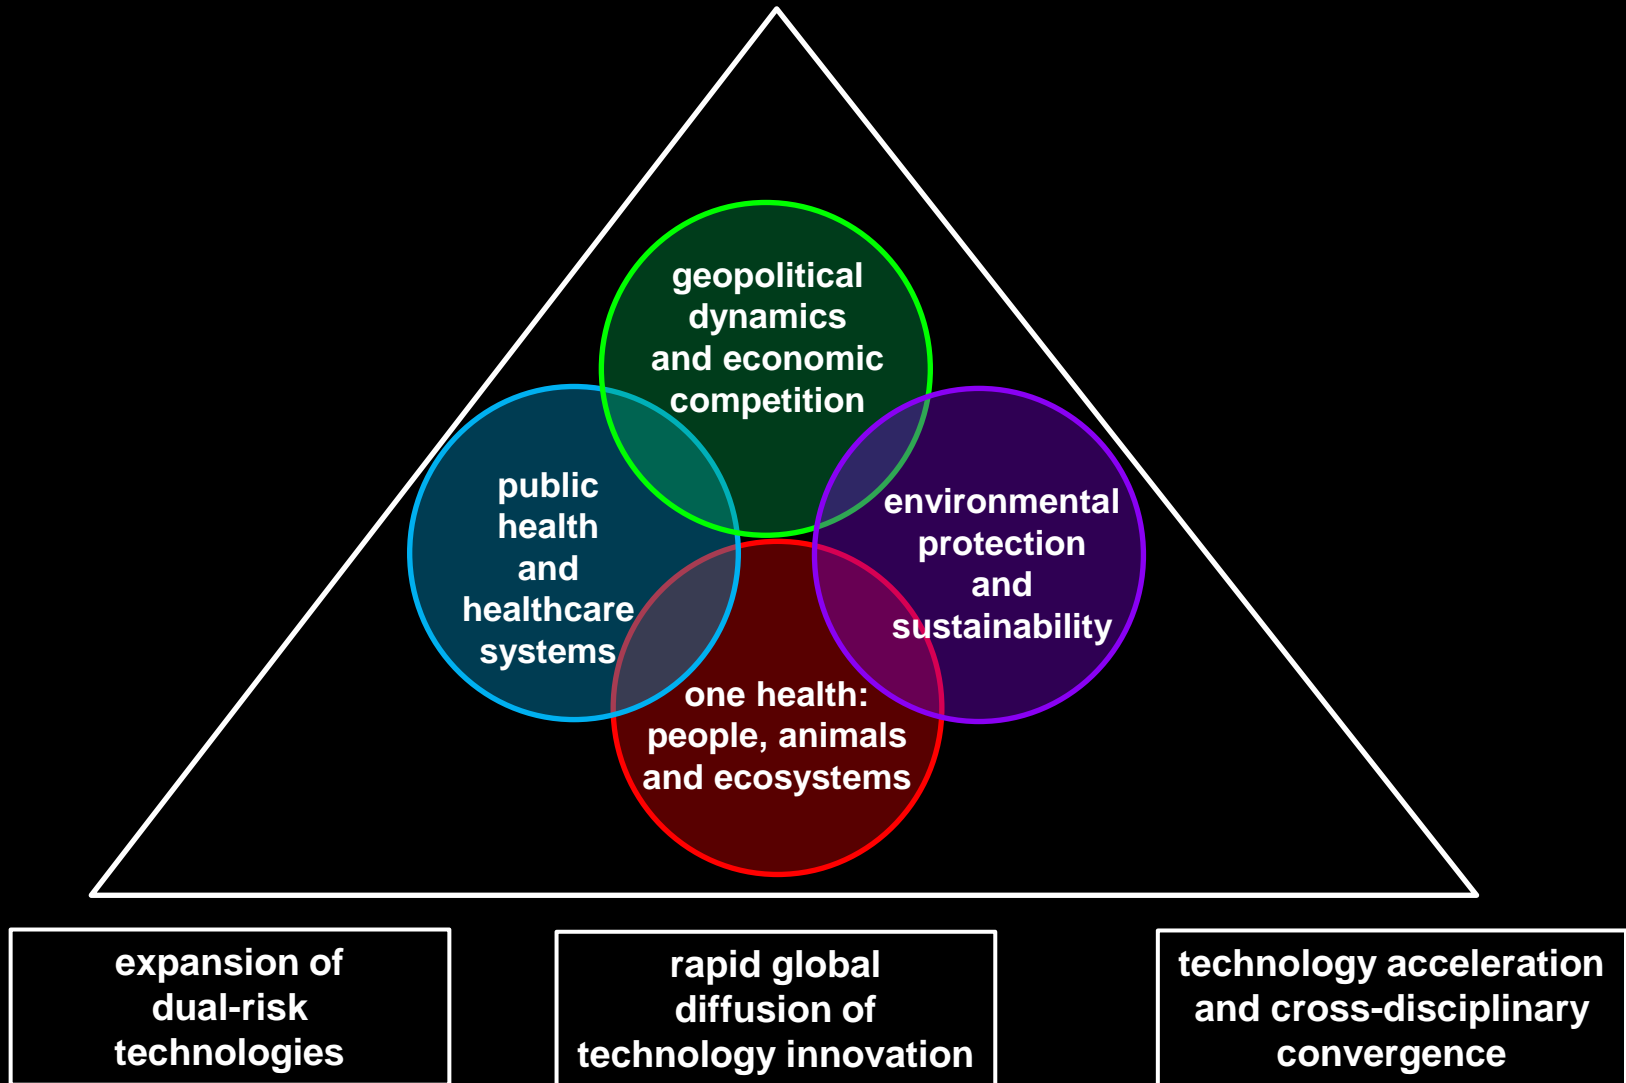 geopolitical
dynamics
and economic
competition
public
health
and
healthcare
systems
environmental
protection
and
sustainability
one health:
people, animals
and ecosystems
expansion of
dual-risk
technologies
rapid global
diffusion of
technology innovation
technology acceleration
and cross-disciplinary
convergence